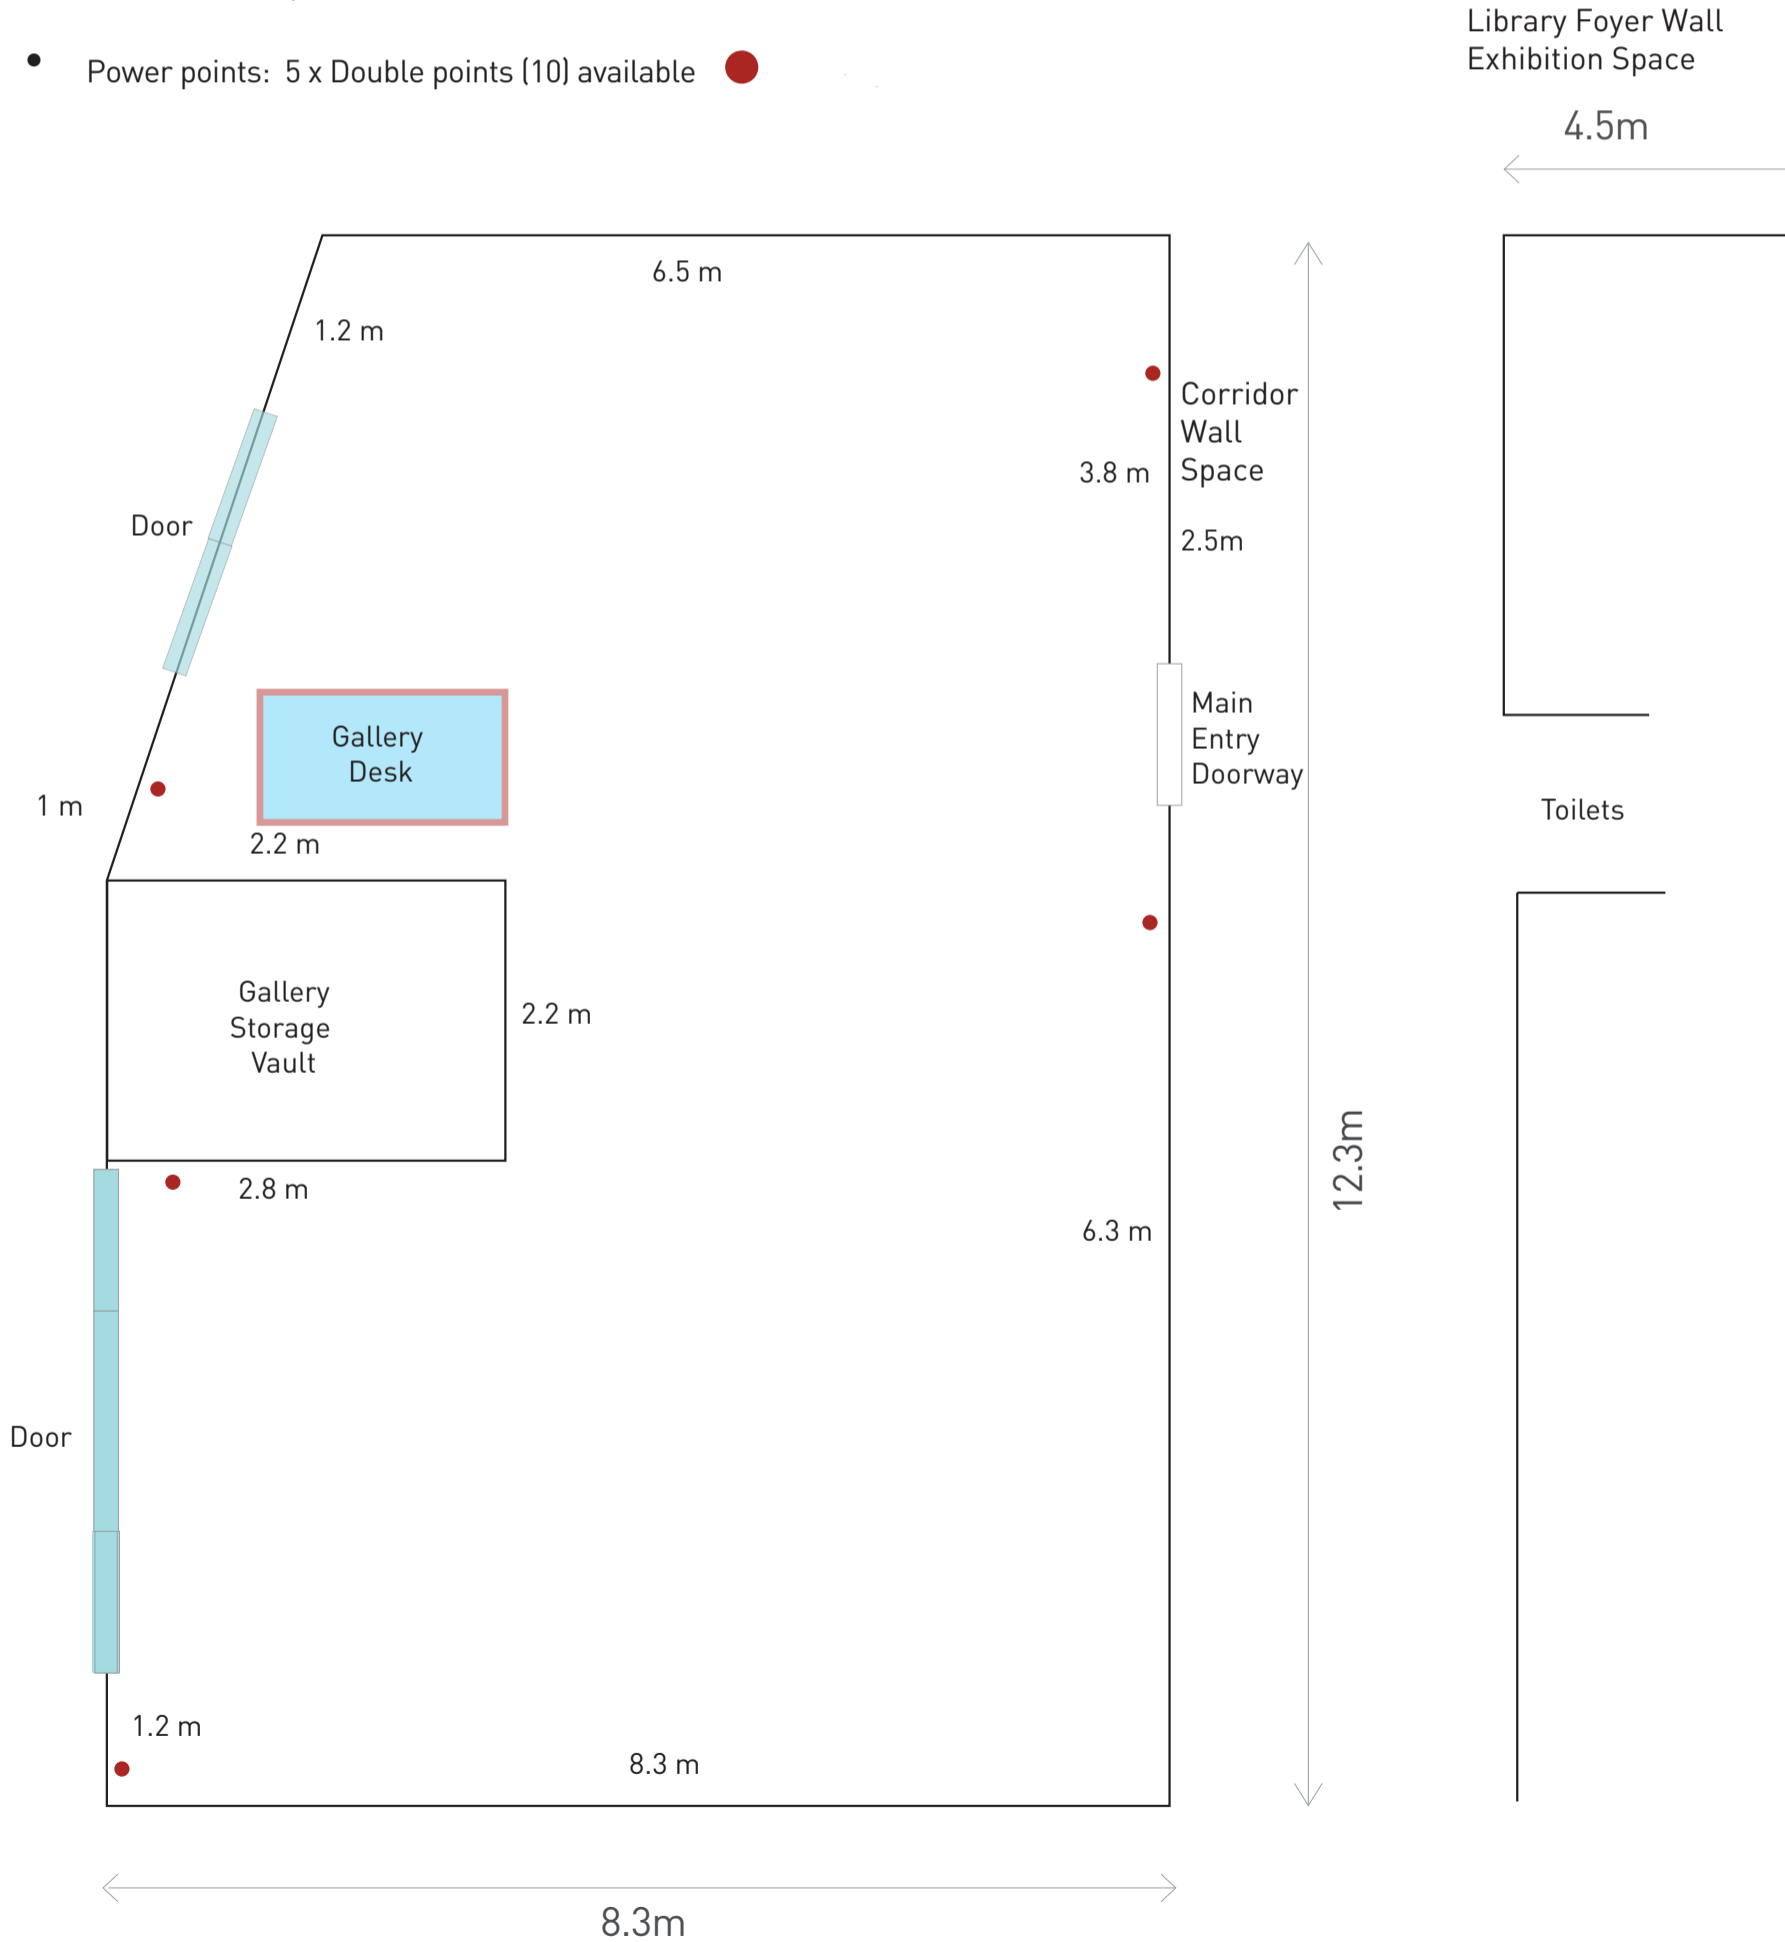 Library Foyer Wall
Exhibition Space
• Power points: 5 x Double points (10) available
4.5m
6.5 m
1.2 m
Corridor
Wall
Space
3.8 m
2.5m
Door
Main
Entry
Doorway
Gallery
Desk
1 m
2.2 m
Toilets
Gallery
Storage
Vault
2.2 m
12.3m
2.8 m
6.3 m
Door
1.2 m
8.3 m
8.3m